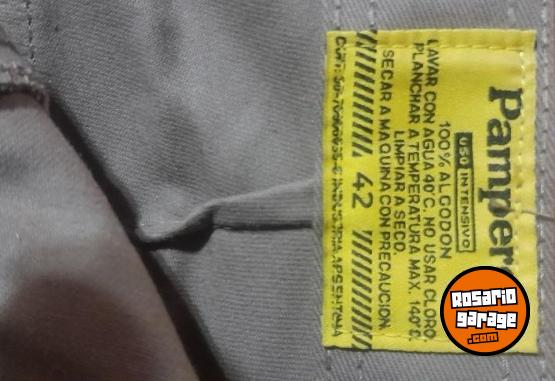 Pamper
USO INTENSIVO
100% ALGODON
LAVAR CON AGUA 40°C. NO USAR CLORO.
PLANCHAR A TEMPERATURA MAX. 140°C.
LIMPIAR A SECO.
SECAR A MAQUINA CON PRECAUCION.
42
INDUSTRIA ARGENTINA
ROSARIO
garage
.com